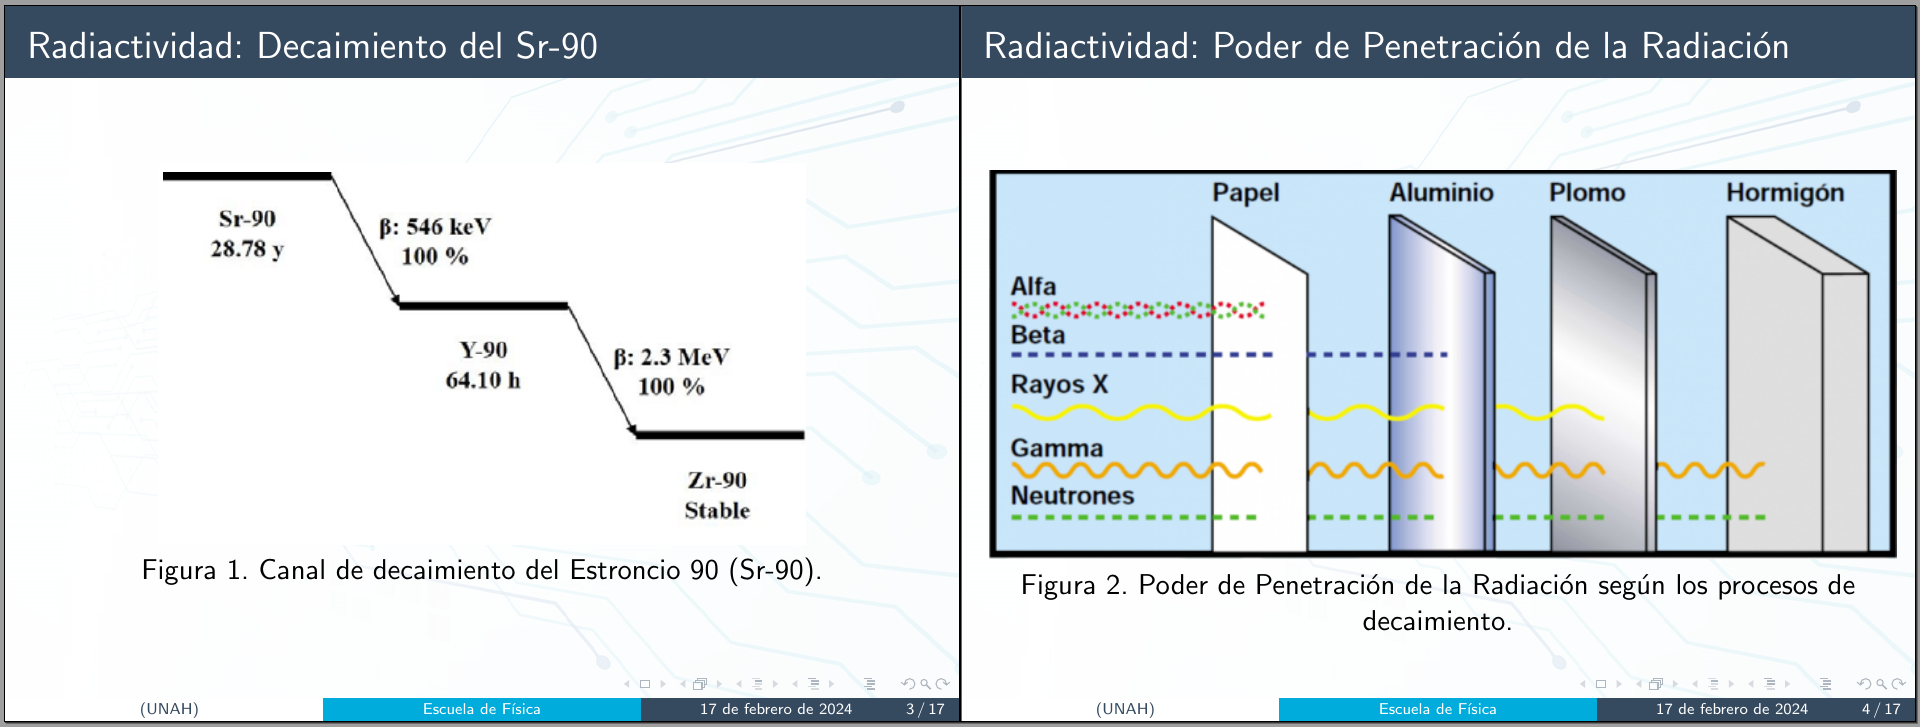 Radiactividad: Decaimiento del Sr-90
Sr-90
28.78 y
β: 546 keV
100 %
Y-90
64.10 h
β: 2.3 MeV
100 %
Zr-90
Stable
Figura 1. Canal de decaimiento del Estroncio 90 (Sr-90).
(UNAH) Escuela de Física 17 de febrero de 2024 3 / 17
Radiactividad: Poder de Penetración de la Radiación
Papel Aluminio Plomo Hormigón
Alfa
Beta
Rayos X
Gamma
Neutrones
Figura 2. Poder de Penetración de la Radiación según los procesos de
decaimiento.
(UNAH) Escuela de Física 17 de febrero de 2024 4 / 17